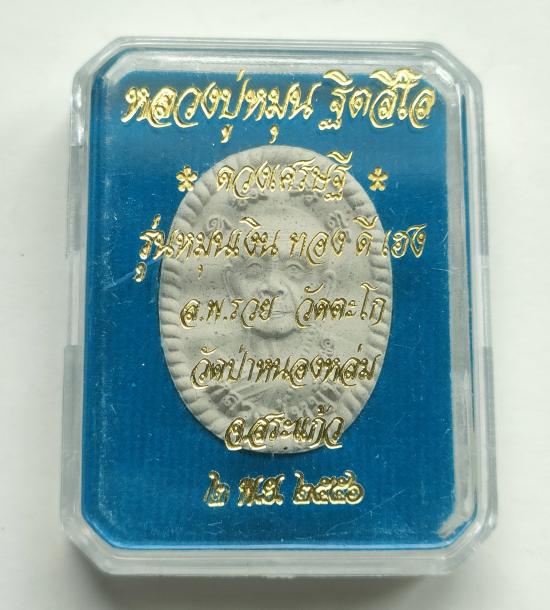 หลวงปู่หมุน ฐิตสีโล
* ดวงเศรษฐี *
รุ่นหมุนเงิน ทอง ดี เฮง
ล.พ.รวย วัดตะโก
วัดป่าหนองหล่ม
จ.สระแก้ว
๒ พ.ย. ๒๕๕๖